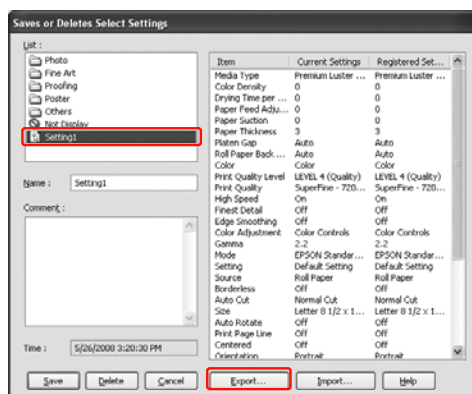 Saves or Deletes Select Settings
List :
Photo
Fine Art
Proofing
Poster
Others
Not Display
Setting1
Name : Setting1
Comment :
Time : 5/26/2008 3:20:30 PM
Item Current Settings Registered Set...
Media Type Premium Luster ... Premium Luster ...
Color Density 0 0
Drying Time per ... 0 0
Paper Feed Adju... 0 0
Paper Suction 0 0
Paper Thickness 3 3
Platen Gap Auto Auto
Roll Paper Back ... Auto Auto
Color Color Color
Print Quality Level LEVEL 4 (Quality) LEVEL 4 (Quality)
Print Quality SuperFine - 720... SuperFine - 720...
High Speed On On
Finest Detail Off Off
Edge Smoothing Off Off
Color Adjustment Color Controls Color Controls
Gamma 2.2 2.2
Mode EPSON Standar... EPSON Standar...
Setting Default Setting Default Setting
Source Roll Paper Roll Paper
Borderless Off Off
Auto Cut Normal Cut Normal Cut
Size Letter 8 1/2 x 1... Letter 8 1/2 x 1...
Auto Rotate Off Off
Print Page Line Off Off
Centered Off Off
Orientation Portrait Portrait
Save Delete Cancel Export... Import... Help